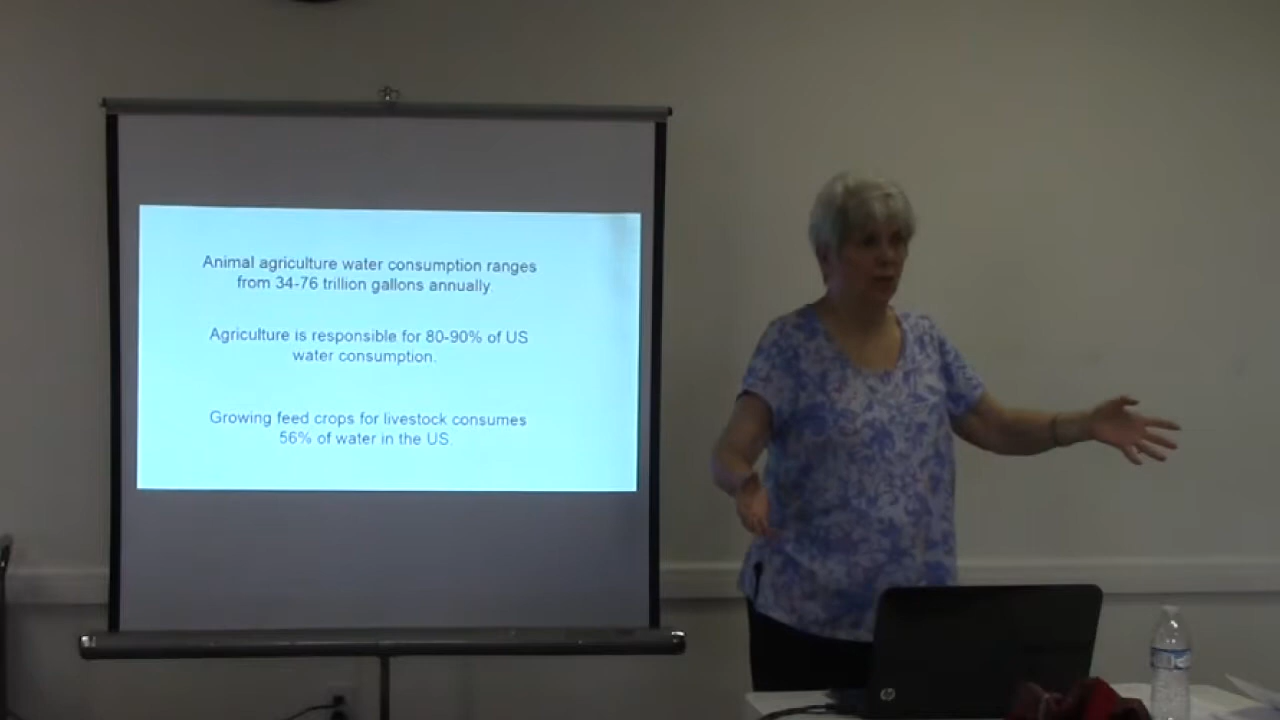 Animal agriculture water consumption ranges
from 34-76 trillion gallons annually.
Agriculture is responsible for 80-90% of US
water consumption.
Growing feed crops for livestock consumes
56% of water in the US.
hp